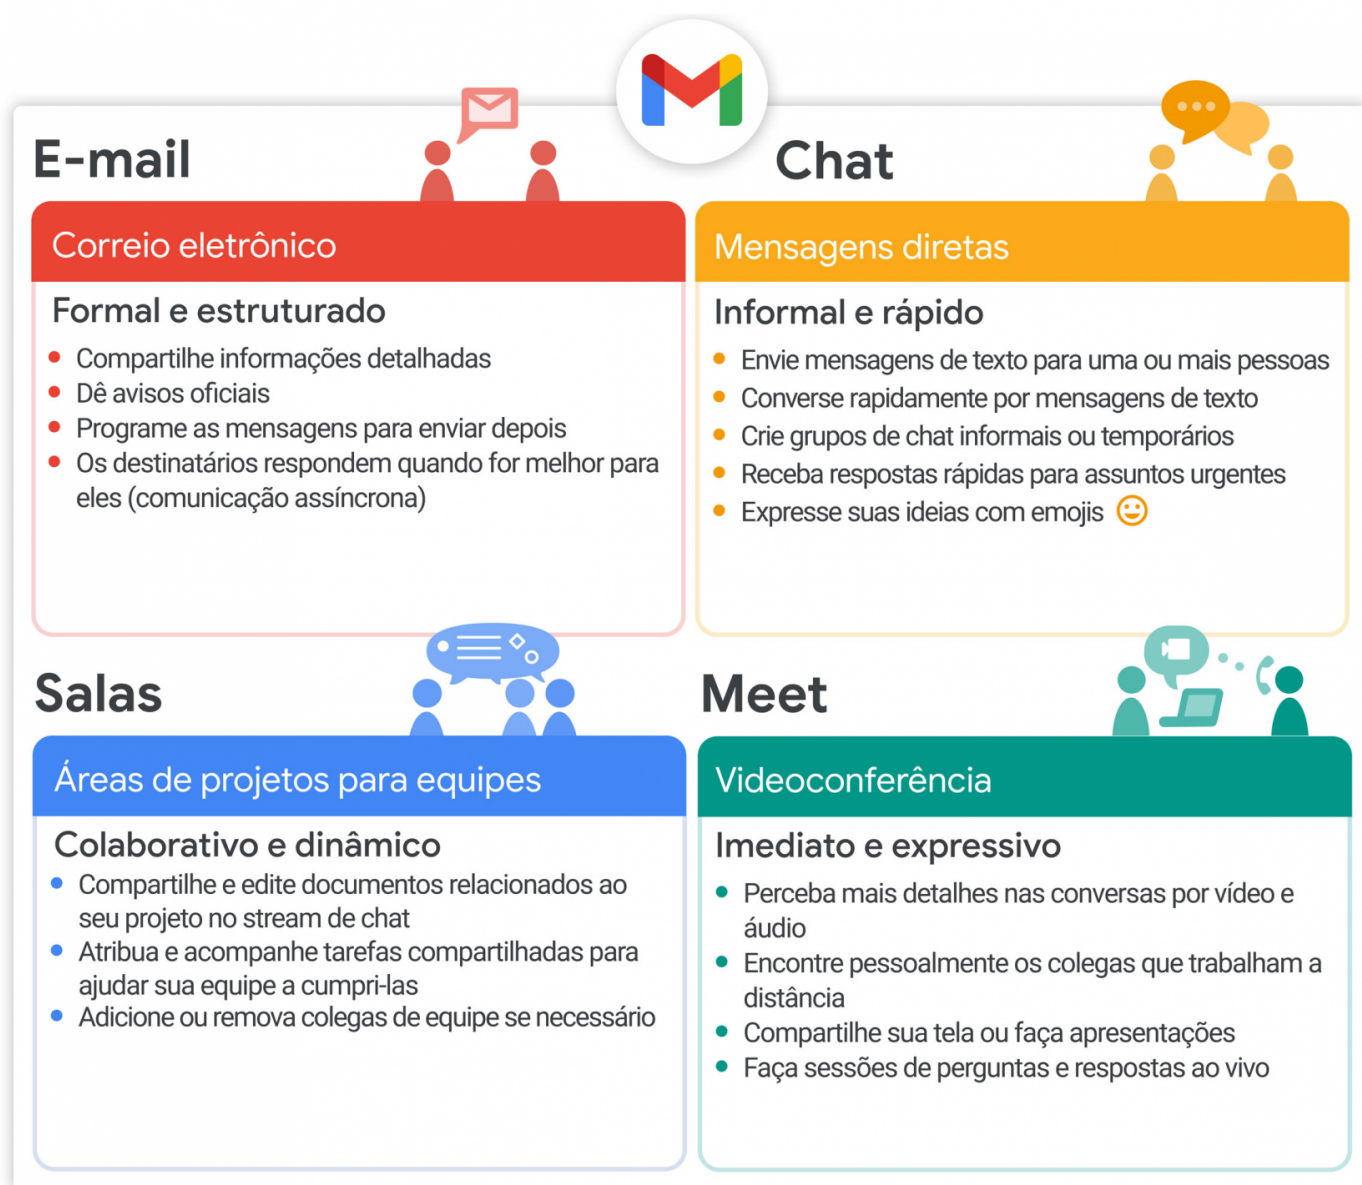 E-mail
Correio eletrônico
Formal e estruturado
• Compartilhe informações detalhadas
• Dê avisos oficiais
• Programe as mensagens para enviar depois
• Os destinatários respondem quando for melhor para
eles (comunicação assíncrona)
Chat
Mensagens diretas
Informal e rápido
• Envie mensagens de texto para uma ou mais pessoas
• Converse rapidamente por mensagens de texto
• Crie grupos de chat informais ou temporários
• Receba respostas rápidas para assuntos urgentes
• Expresse suas ideias com emojis
Salas
Áreas de projetos para equipes
Colaborativo e dinâmico
• Compartilhe e edite documentos relacionados ao
seu projeto no stream de chat
• Atribua e acompanhe tarefas compartilhadas para
ajudar sua equipe a cumpri-las
• Adicione ou remova colegas de equipe se necessário
Meet
Videoconferência
Imediato e expressivo
• Perceba mais detalhes nas conversas por vídeo e
áudio
• Encontre pessoalmente os colegas que trabalham a
distância
• Compartilhe sua tela ou faça apresentações
• Faça sessões de perguntas e respostas ao vivo